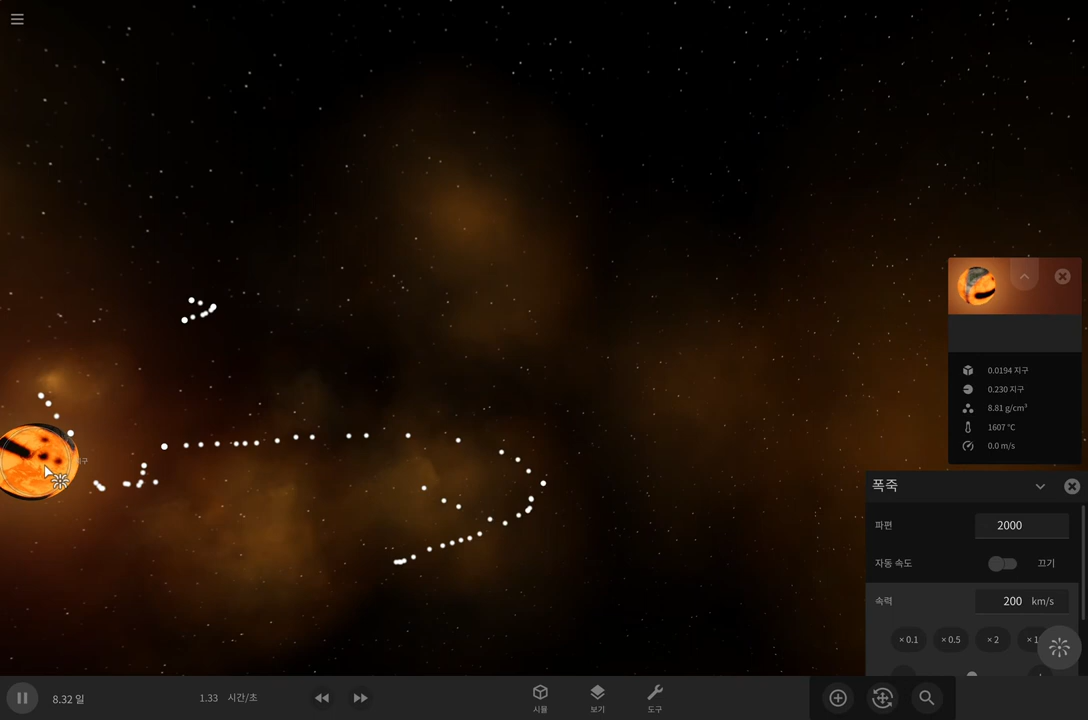 구
0.0194 지구
0.230 지구
8.81 g/cm³
1607 °C
0.0 m/s
폭죽
파편 2000
자동 속도 끄기
속력 200 km/s
× 0.1 × 0.5 × 2
8.32 일 1.33 시간/초
시뮬 보기 도구